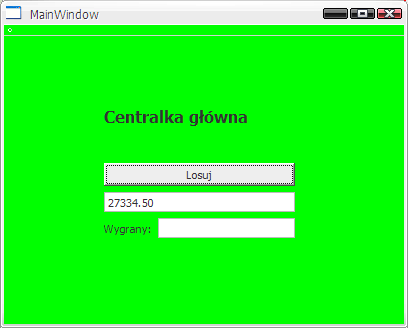 MainWindow
Centralka główna
Losuj
27334.50
Wygrany: